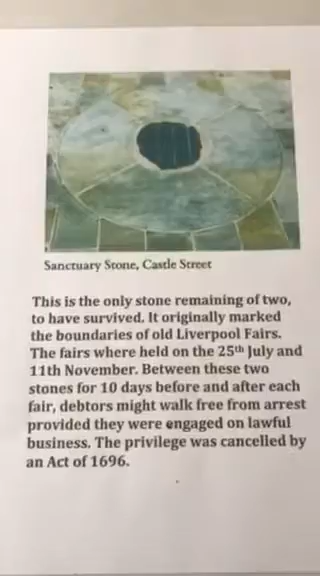 Sanctuary Stone, Castle Street
This is the only stone remaining of two,
to have survived. It originally marked
the boundaries of old Liverpool Fairs.
The fairs where held on the 25th July and
11th November. Between these two
stones for 10 days before and after each
fair, debtors might walk free from arrest
provided they were engaged on lawful
business. The privilege was cancelled by
an Act of 1696.